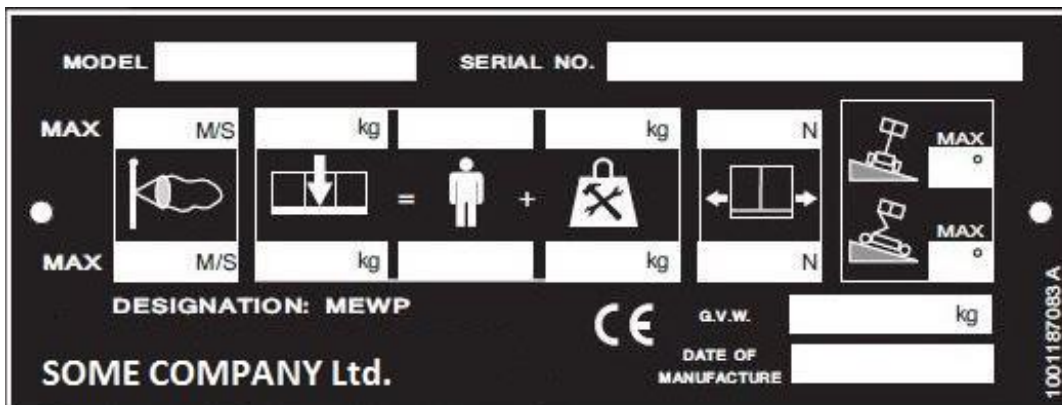 MODEL SERIAL NO.
MAX M/S kg kg N
= +
MAX °
MAX °
MAX M/S kg kg N
DESIGNATION: MEWP
CE G.V.W. kg
DATE OF
MANUFACTURE
SOME COMPANY Ltd.
1001187083 A